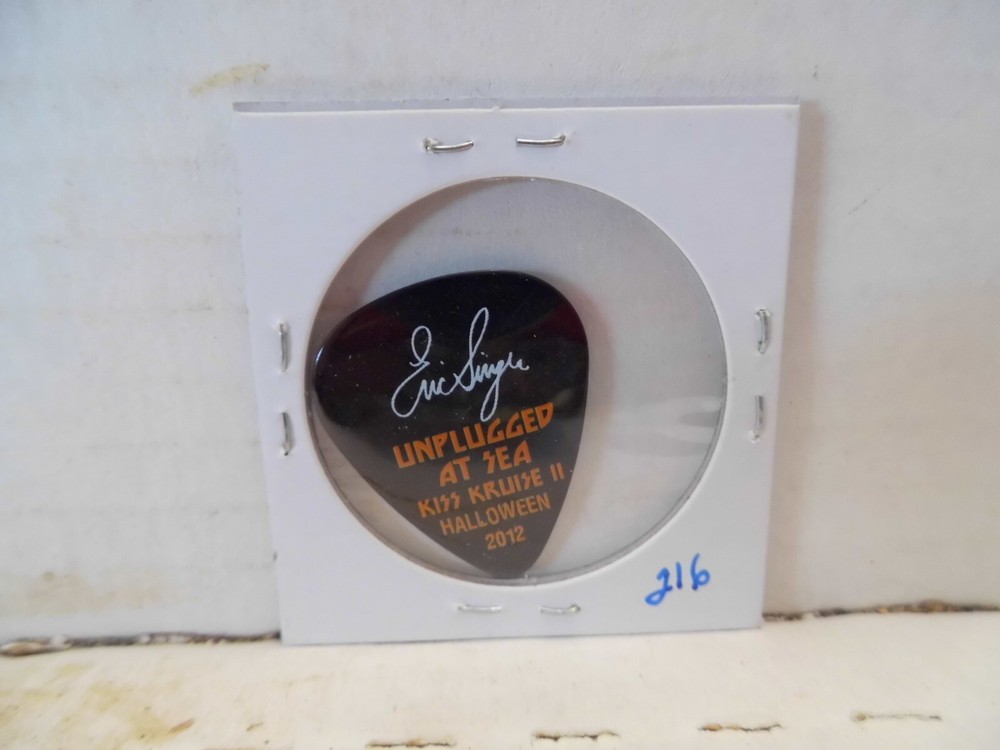 Eric Singer
UNPLUGGED
AT SEA
KISS KRUISE II
HALLOWEEN
2012
216